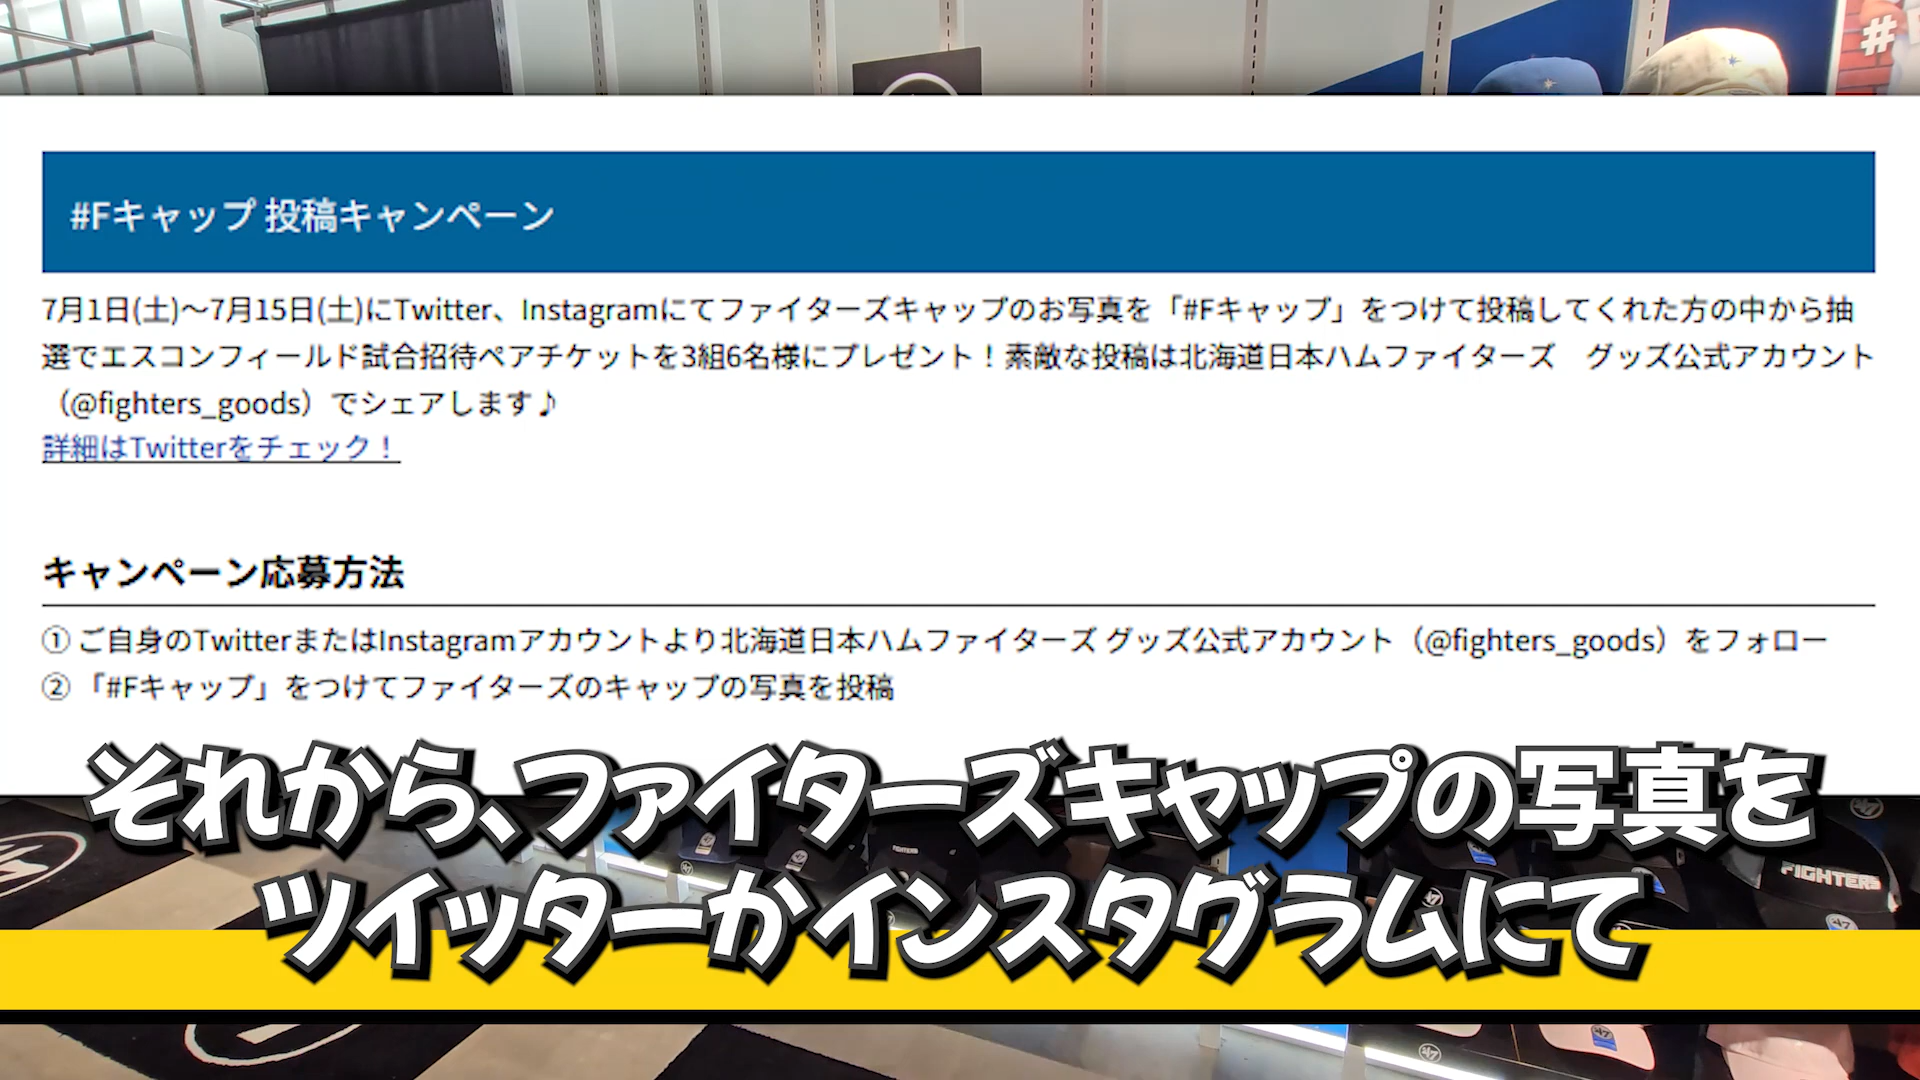 #
#Fキャップ 投稿キャンペーン
7月1日(土)～7月15日(土)にTwitter、Instagramにてファイターズキャップのお写真を「#Fキャップ」をつけて投稿してくれた方の中から抽
選でエスコンフィールド試合招待ペアチケットを3組6名様にプレゼント！素敵な投稿は北海道日本ハムファイターズ　グッズ公式アカウント
（@fighters_goods）でシェアします♪
詳細はTwitterをチェック！
キャンペーン応募方法
① ご自身のTwitterまたはInstagramアカウントより北海道日本ハムファイターズ グッズ公式アカウント（@fighters_goods）をフォロー
② 「#Fキャップ」をつけてファイターズのキャップの写真を投稿
それから、ファイターズキャップの写真を
ツイッターかインスタグラムにて
FIGHTERS
47